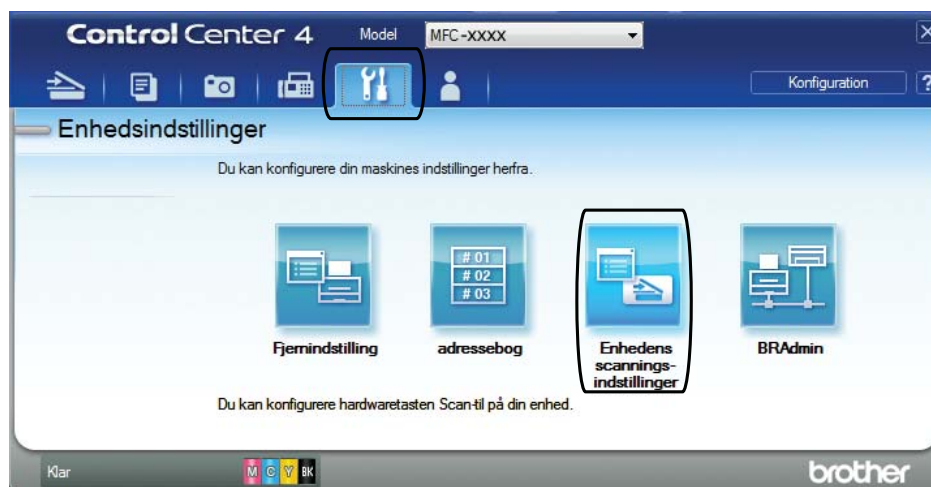 Control Center 4 Model MFC-XXXX X
Konfiguration ?
Enhedsindstillinger
Du kan konfigurere din maskines indstillinger herfra.
# 01
# 02
# 03
Fjernindstilling adressebog Enhedens BRAdmin
scannings-
indstillinger
Du kan konfigurere hardwaretasten Scan-til på din enhed.
Klar M C Y BK brother